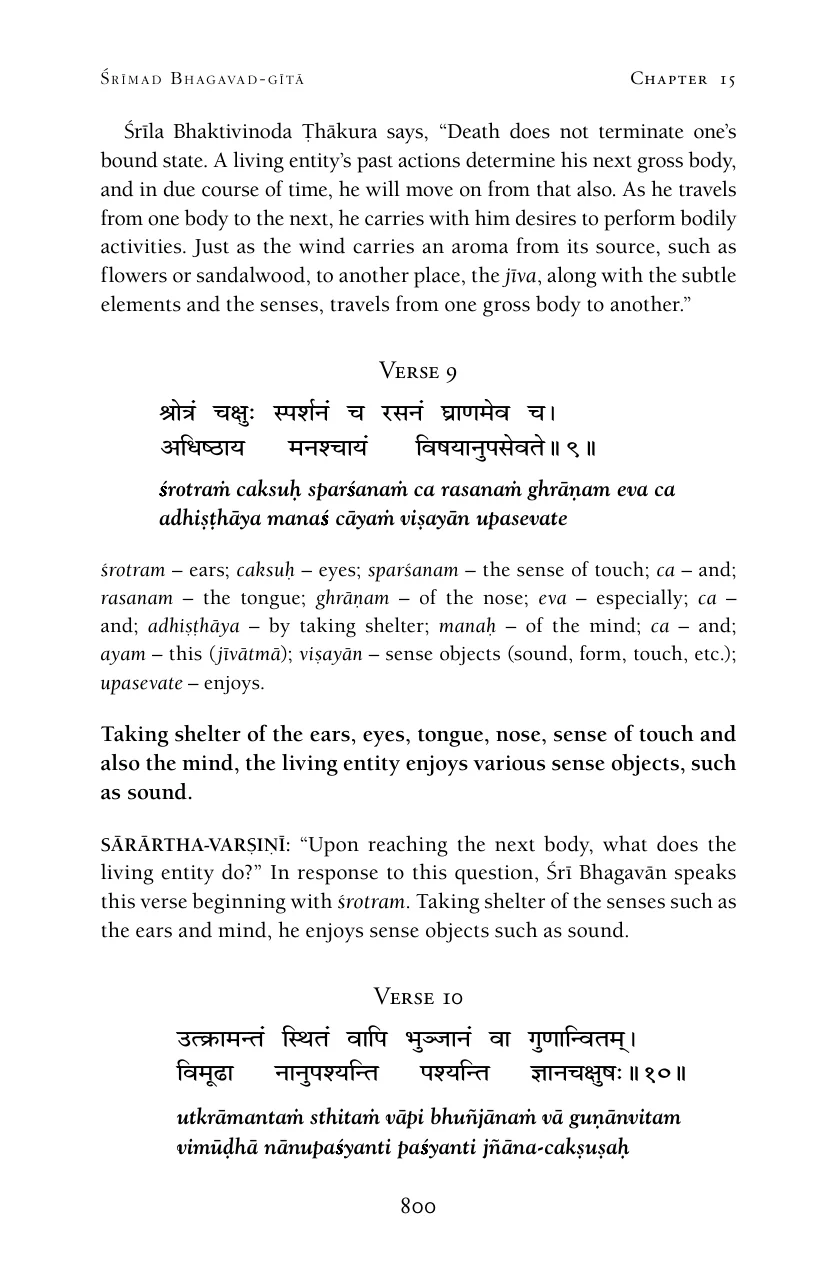 Śrīmad Bhagavad-gītā Chapter 15
Śrīla Bhaktivinoda Ṭhākura says, “Death does not terminate one’s
bound state. A living entity’s past actions determine his next gross body,
and in due course of time, he will move on from that also. As he travels
from one body to the next, he carries with him desires to perform bodily
activities. Just as the wind carries an aroma from its source, such as
flowers or sandalwood, to another place, the jīva, along with the subtle
elements and the senses, travels from one gross body to another.”
Verse 9
श्रोत्रं चक्षुः स्पर्शनं च रसनं घ्राणमेव च।
अधिष्ठाय मनश्चायं विषयानुपसेवते॥ ९॥
śrotraṁ caksuḥ sparśanaṁ ca rasanaṁ ghrāṇam eva ca
adhiṣṭhāya manaś cāyaṁ viṣayān upasevate
śrotram – ears; caksuḥ – eyes; sparśanam – the sense of touch; ca – and;
rasanam – the tongue; ghrāṇam – of the nose; eva – especially; ca –
and; adhiṣṭhāya – by taking shelter; manaḥ – of the mind; ca – and;
ayam – this (jīvātmā); viṣayān – sense objects (sound, form, touch, etc.);
upasevate – enjoys.
Taking shelter of the ears, eyes, tongue, nose, sense of touch and
also the mind, the living entity enjoys various sense objects, such
as sound.
SĀRĀRTHA-VARṢIṆĪ: “Upon reaching the next body, what does the
living entity do?” In response to this question, Śrī Bhagavān speaks
this verse beginning with śrotram. Taking shelter of the senses such as
the ears and mind, he enjoys sense objects such as sound.
Verse 10
उत्क्रामन्तं स्थितं वापि भुञ्जानं वा गुणान्वितम्।
विमूढा नानुपश्यन्ति पश्यन्ति ज्ञानचक्षुषः॥ १०॥
utkrāmantaṁ sthitaṁ vāpi bhuñjānaṁ vā guṇānvitam
vimūḍhā nānupaśyanti paśyanti jñāna-cakṣuṣaḥ
800